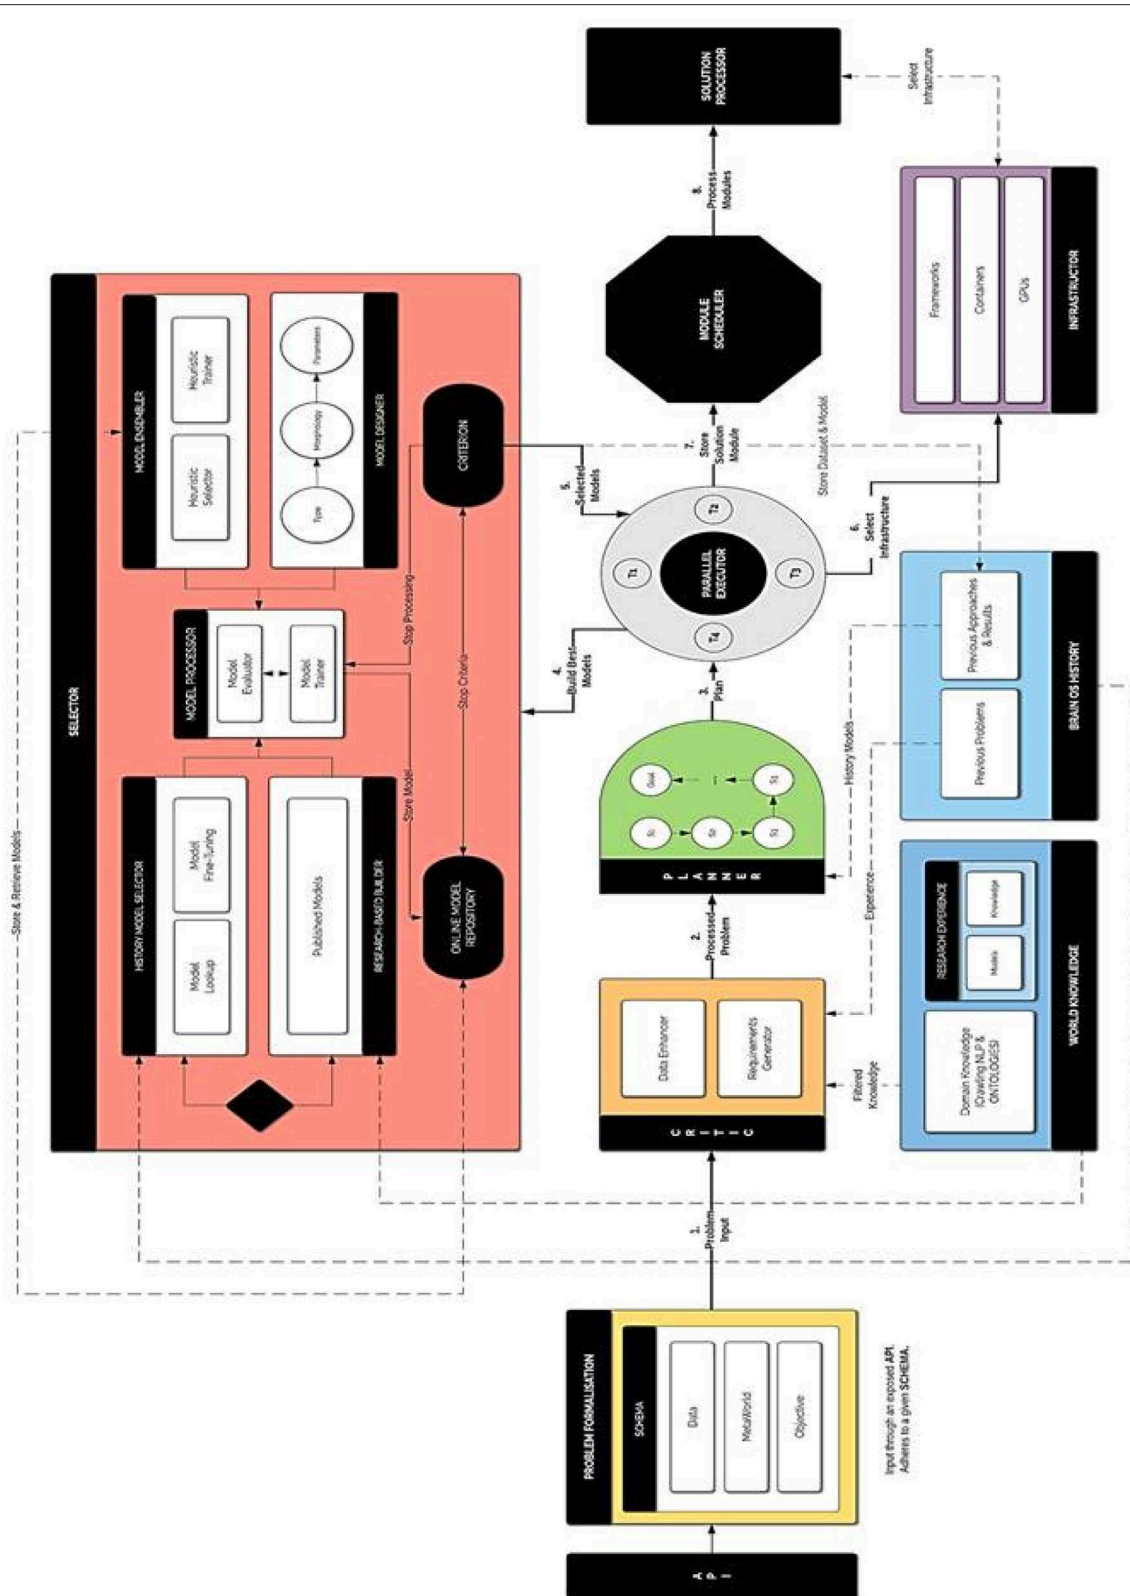 API
PROBLEM FORMALISATION
SCHEMA
Data
MetaWorld
Objective
Input through an exposed API.
Adheres to a given SCHEMA.
1.
Problem
Input
CRITIC
Data Enhancer
Requirements
Generator
2.
Processed
Problem
PLANNER
S2
...
Goal
3.
Plan
PARALLEL
EXECUTOR
T1
T2
T3
T4
4.
Build Best
Models
5.
Selected
Models
6.
Select
Infrastructure
7.
Store
Solution
Module
MODULE
SCHEDULER
8.
Process
Modules
SOLUTION
PROCESSOR
Select
Infrastructure
SELECTOR
HISTORY MODEL SELECTOR
Model
Lookup
Model
Fine-Tuning
Published Models
RESEARCH-BASED BUILDER
MODEL PROCESSOR
Model
Evaluator
Model
Trainer
MODEL ENSEMBLER
Heuristic
Selector
Heuristic
Trainer
Type
Morphology
Parameters
MODEL DESIGNER
ONLINE MODEL
REPOSITORY
CRITERION
Store Model
Stop Processing
Stop Criteria
Store & Retrieve Models
Store Dataset & Model
History Models
Experience
Filtered
Knowledge
Domain Knowledge
(Crawling NLP &
ONTOLOGIES)
RESEARCH EXPERIENCE
Models
Knowledge
WORLD KNOWLEDGE
Previous Problems
Previous Approaches
& Results
BRAIN OS HISTORY
Frameworks
Containers
GPUs
INFRASTRUCTOR